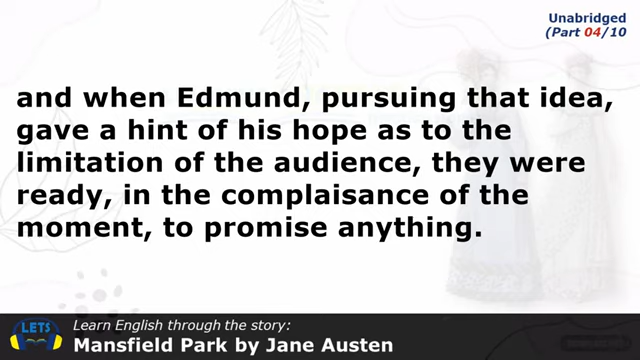 Unabridged
(Part 04/10
and when Edmund, pursuing that idea,
gave a hint of his hope as to the
limitation of the audience, they were
ready, in the complaisance of the
moment, to promise anything.
LETS
Learn English through the story:
Mansfield Park by Jane Austen